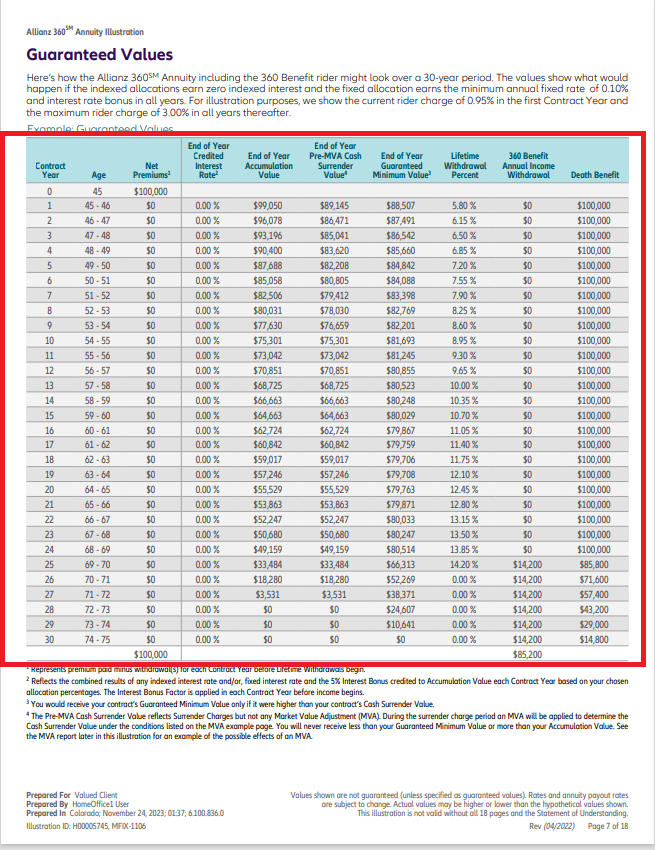 Allianz 360SM Annuity Illustration
Guaranteed Values
Here's how the Allianz 360SM Annuity including the 360 Benefit rider might look over a 30-year period. The values show what would
happen if the indexed allocations earn zero indexed interest and the fixed allocation earns the minimum annual fixed rate of 0.10%
and interest rate bonus in all years. For illustration purposes, we show the current rider charge of 0.95% in the first Contract Year and
the maximum rider charge of 3.00% in all years thereafter.
Example: Guaranteed Values
Contract Year Age Net Premiums¹ End of Year Credited Interest Rate² End of Year Accumulation Value End of Year Pre-MVA Cash Surrender Value⁴ End of Year Guaranteed Minimum Value³ Lifetime Withdrawal Percent 360 Benefit Annual Income Withdrawal Death Benefit
0 45 $100,000
1 45 - 46 $0 0.00 % $99,050 $89,145 $88,507 5.80 % $0 $100,000
2 46 - 47 $0 0.00 % $96,078 $86,471 $87,491 6.15 % $0 $100,000
3 47 - 48 $0 0.00 % $93,196 $85,041 $86,542 6.50 % $0 $100,000
4 48 - 49 $0 0.00 % $90,400 $83,620 $85,660 6.85 % $0 $100,000
5 49 - 50 $0 0.00 % $87,688 $82,208 $84,842 7.20 % $0 $100,000
6 50 - 51 $0 0.00 % $85,058 $80,805 $84,088 7.55 % $0 $100,000
7 51 - 52 $0 0.00 % $82,506 $79,412 $83,398 7.90 % $0 $100,000
8 52 - 53 $0 0.00 % $80,031 $78,030 $82,769 8.25 % $0 $100,000
9 53 - 54 $0 0.00 % $77,630 $76,659 $82,201 8.60 % $0 $100,000
10 54 - 55 $0 0.00 % $75,301 $75,301 $81,693 8.95 % $0 $100,000
11 55 - 56 $0 0.00 % $73,042 $73,042 $81,245 9.30 % $0 $100,000
12 56 - 57 $0 0.00 % $70,851 $70,851 $80,855 9.65 % $0 $100,000
13 57 - 58 $0 0.00 % $68,725 $68,725 $80,523 10.00 % $0 $100,000
14 58 - 59 $0 0.00 % $66,663 $66,663 $80,248 10.35 % $0 $100,000
15 59 - 60 $0 0.00 % $64,663 $64,663 $80,029 10.70 % $0 $100,000
16 60 - 61 $0 0.00 % $62,724 $62,724 $79,867 11.05 % $0 $100,000
17 61 - 62 $0 0.00 % $60,842 $60,842 $79,759 11.40 % $0 $100,000
18 62 - 63 $0 0.00 % $59,017 $59,017 $79,706 11.75 % $0 $100,000
19 63 - 64 $0 0.00 % $57,246 $57,246 $79,708 12.10 % $0 $100,000
20 64 - 65 $0 0.00 % $55,529 $55,529 $79,763 12.45 % $0 $100,000
21 65 - 66 $0 0.00 % $53,863 $53,863 $79,871 12.80 % $0 $100,000
22 66 - 67 $0 0.00 % $52,247 $52,247 $80,033 13.15 % $0 $100,000
23 67 - 68 $0 0.00 % $50,680 $50,680 $80,247 13.50 % $0 $100,000
24 68 - 69 $0 0.00 % $49,159 $49,159 $80,514 13.85 % $0 $100,000
25 69 - 70 $0 0.00 % $33,484 $33,484 $66,313 14.20 % $14,200 $85,800
26 70 - 71 $0 0.00 % $18,280 $18,280 $52,269 0.00 % $14,200 $71,600
27 71 - 72 $0 0.00 % $3,531 $3,531 $38,371 0.00 % $14,200 $57,400
28 72 - 73 $0 0.00 % $0 $0 $24,607 0.00 % $14,200 $43,200
29 73 - 74 $0 0.00 % $0 $0 $10,641 0.00 % $14,200 $29,000
30 74 - 75 $0 0.00 % $0 $0 $0 0.00 % $14,200 $14,800
$100,000 $85,200
¹ Represents premium paid minus withdrawal(s) for each Contract Year before Lifetime Withdrawals begin.
² Reflects the combined results of any indexed interest rate and/or, fixed interest rate and the 5% Interest Bonus credited to Accumulation Value each Contract Year based on your chosen
allocation percentages. The Interest Bonus Factor is applied in each Contract Year before income begins.
³ You would receive your contract's Guaranteed Minimum Value only if it were higher than your contract's Cash Surrender Value.
⁴ The Pre-MVA Cash Surrender Value reflects Surrender Charges but not any Market Value Adjustment (MVA). During the surrender charge period an MVA will be applied to determine the
Cash Surrender Value under the conditions listed on the MVA example page. You will never receive less than your Guaranteed Minimum Value or more than your Accumulation Value. See
the MVA report later in this illustration for an example of the possible effects of an MVA.
Prepared For Valued Client
Prepared By HomeOffice1 User
Prepared In Colorado; November 24, 2023; 01:37; 6.100.836.0
Illustration ID: H00005745, MFIX-1106
Values shown are not guaranteed (unless specified as guaranteed values). Rates and annuity payout rates
are subject to change. Actual values may be higher or lower than the hypothetical values shown.
This illustration is not valid without all 18 pages and the Statement of Understanding.
Rev (04/2022) Page 7 of 18